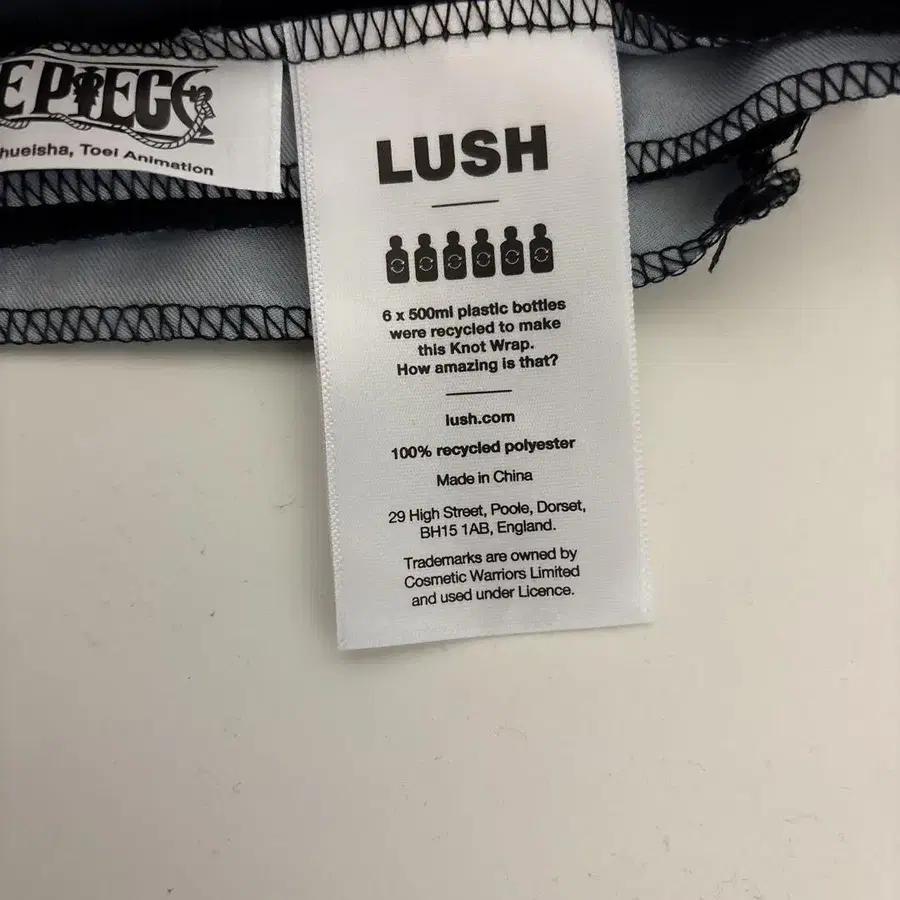 E PIECE
hueisha, Toei Animation
LUSH
6 x 500ml plastic bottles
were recycled to make
this Knot Wrap.
How amazing is that?
lush.com
100% recycled polyester
Made in China
29 High Street, Poole, Dorset,
BH15 1AB, England.
Trademarks are owned by
Cosmetic Warriors Limited
and used under Licence.